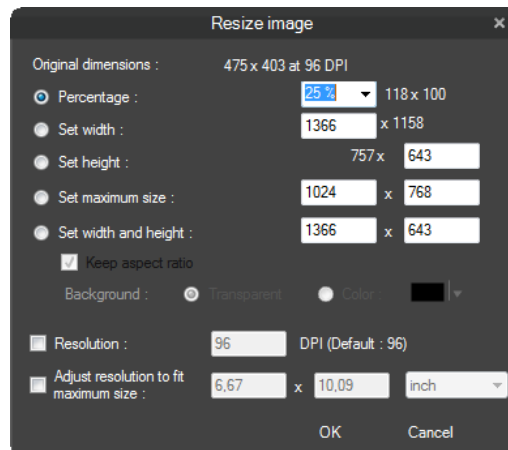 Resize image
Original dimensions : 475 x 403 at 96 DPI
Percentage : 25 % 118 x 100
Set width : 1366 x 1158
Set height : 757 x 643
Set maximum size : 1024 x 768
Set width and height : 1366 x 643
Keep aspect ratio
Background : Transparent Color :
Resolution : 96 DPI (Default : 96)
Adjust resolution to fit
maximum size : 6,67 x 10,09 inch
OK Cancel